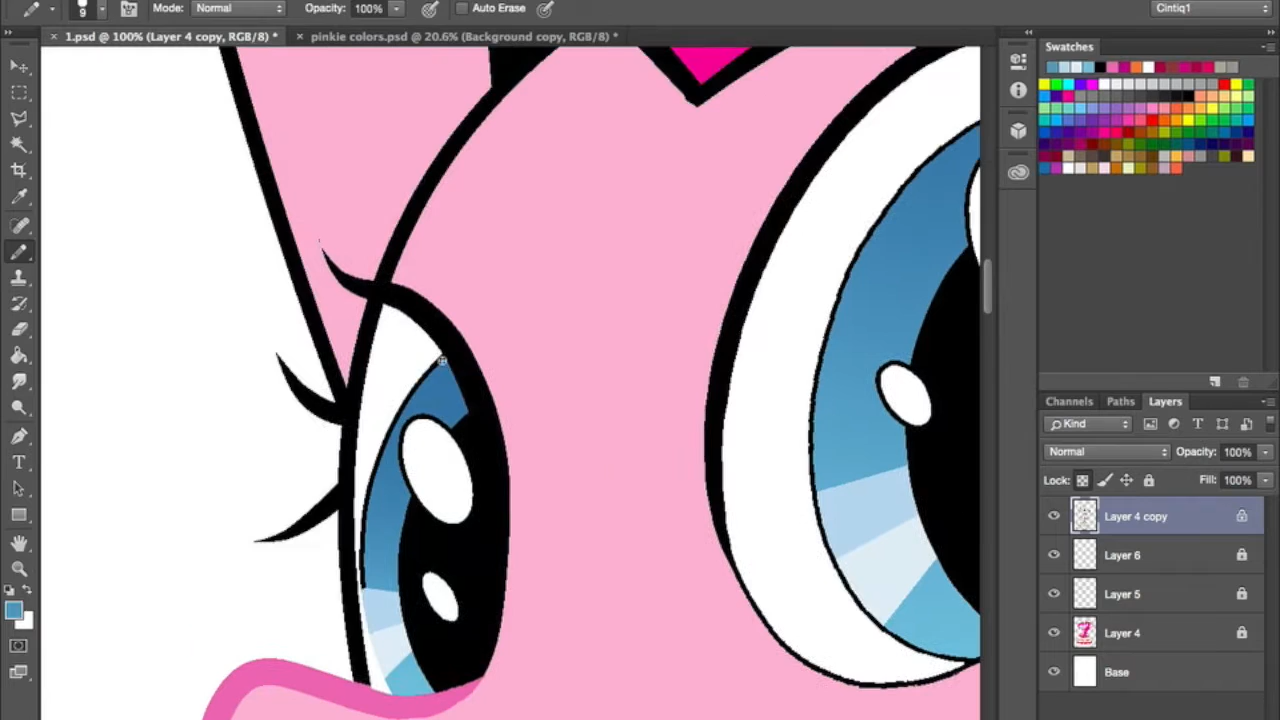 9 Mode: Normal Opacity: 100% Auto Erase Cintiq1
× 1.psd @ 100% (Layer 4 copy, RGB/8) * × pinkie colors.psd @ 20.6% (Background copy, RGB/8) *
Swatches
Channels Paths Layers
Kind
Normal Opacity: 100%
Lock: Fill: 100%
Layer 4 copy
Layer 6
Layer 5
Layer 4
Base